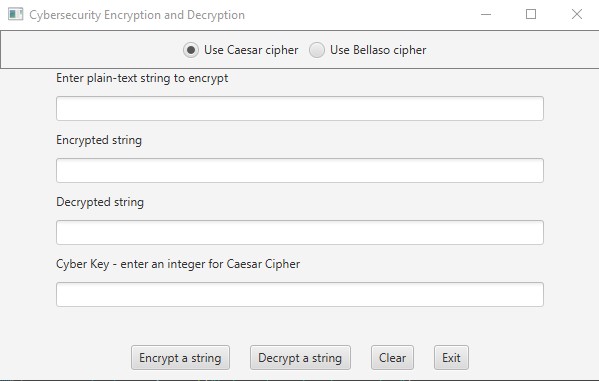 Cybersecurity Encryption and Decryption
Use Caesar cipher Use Bellaso cipher
Enter plain-text string to encrypt
Encrypted string
Decrypted string
Cyber Key - enter an integer for Caesar Cipher
Encrypt a string Decrypt a string Clear Exit